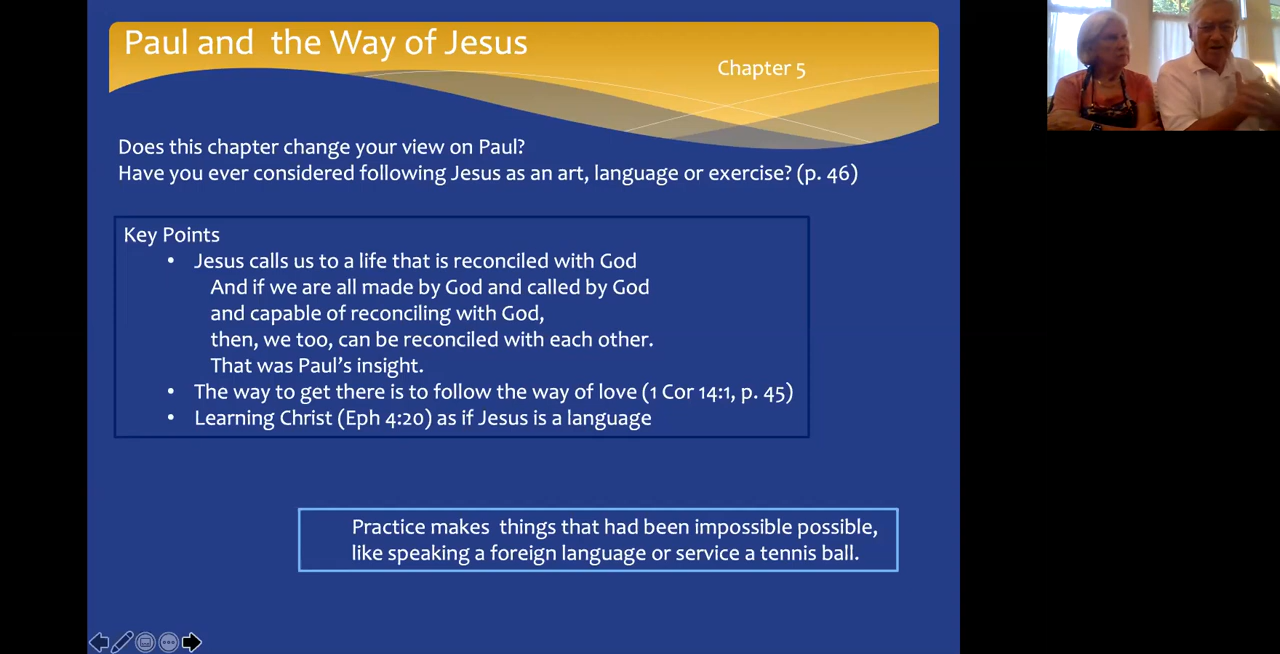 Paul and  the Way of Jesus
Chapter 5
Does this chapter change your view on Paul?
Have you ever considered following Jesus as an art, language or exercise? (p. 46)
Key Points
• Jesus calls us to a life that is reconciled with God
And if we are all made by God and called by God
and capable of reconciling with God,
then, we too, can be reconciled with each other.
That was Paul’s insight.
• The way to get there is to follow the way of love (1 Cor 14:1, p. 45)
• Learning Christ (Eph 4:20) as if Jesus is a language
Practice makes  things that had been impossible possible,
like speaking a foreign language or service a tennis ball.